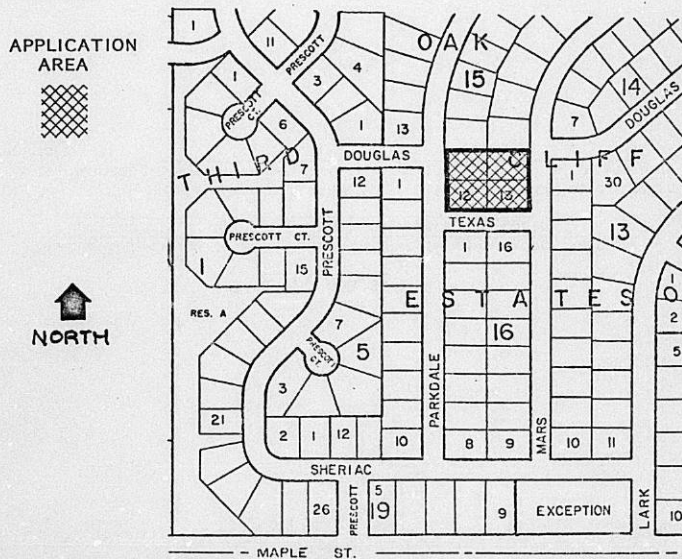 APPLICATION
AREA
NORTH
1
11
PRESCOTT
OAK
1
3
4
15
14
PRESCOTT
CT.
6
1
13
7
DOUGLAS
THIRD
7
DOUGLAS
CLIFF
12
1
12
13
1
30
TEXAS
PRESCOTT CT.
PRESCOTT
1
16
13
1
15
1
RES. A
ESTATES
O
2
7
5
16
5
PRESCOTT
CT.
3
PARKDALE
21
2
1
12
10
8
9
MARS
10
11
SHERIAC
26
PRESCOTT
5
19
9
EXCEPTION
LARK
10
MAPLE ST.